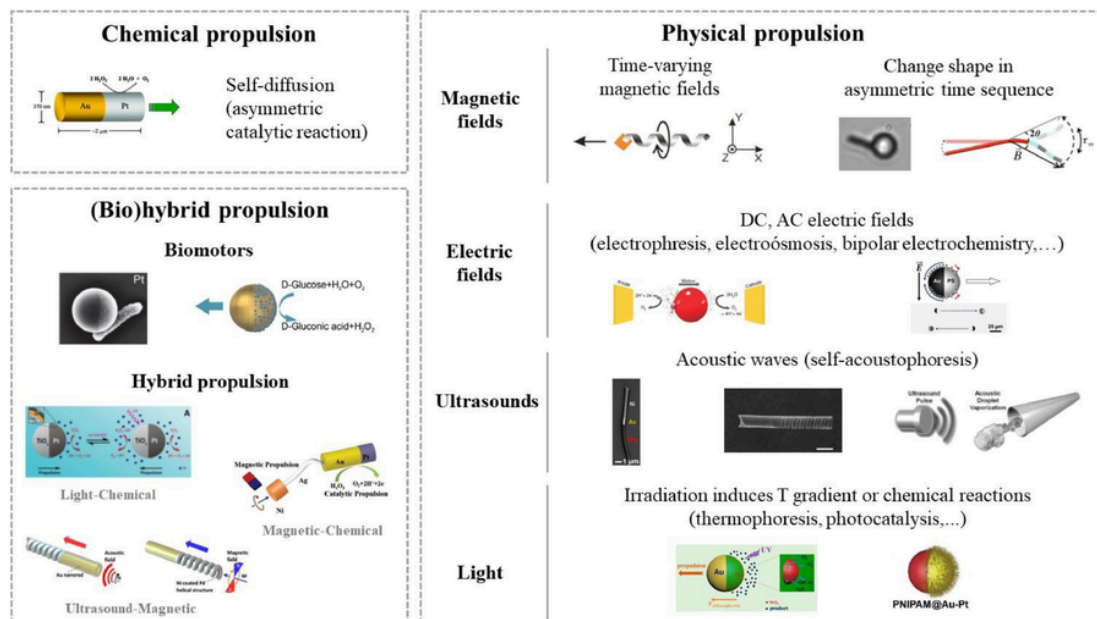 Chemical propulsion
2 H₂O₂ 2 H₂O + O₂
370 nm
Au
Pt
~2 μm
Self-diffusion
(asymmetric
catalytic reaction)
(Bio)hybrid propulsion
Biomotors
Pt
D-Glucose+H₂O+O₂
D-Gluconic acid+H₂O₂
Hybrid propulsion
A
TiO₂
Pt
TiO₂
Pt
Propulsion
Propulsion
Light-Chemical
Magnetic Propulsion
Ag
Ni
Au
Pt
H₂O₂
O₂+2H⁺+2e
Catalytic Propulsion
Magnetic-Chemical
Au nanorod
Acoustic
field
Ni-coated Pd
helical structure
Magnetic
field
Ultrasound-Magnetic
Physical propulsion
Magnetic
fields
Time-varying
magnetic fields
Y
Z
X
Change shape in
asymmetric time sequence
2θ
B
Electric
fields
DC, AC electric fields
(electrophresis, electroósmosis, bipolar electrochemistry,…)
Au
PS
20 μm
Ultrasounds
Acoustic waves (self-acoustophoresis)
Ni
Au
1 μm
Ultrasound
Pulse
Acoustic
Droplet
Vaporization
Light
Irradiation induces T gradient or chemical reactions
(thermophoresis, photocatalysis,...)
propulsion
Au
UV
product
PNIPAM@Au-Pt